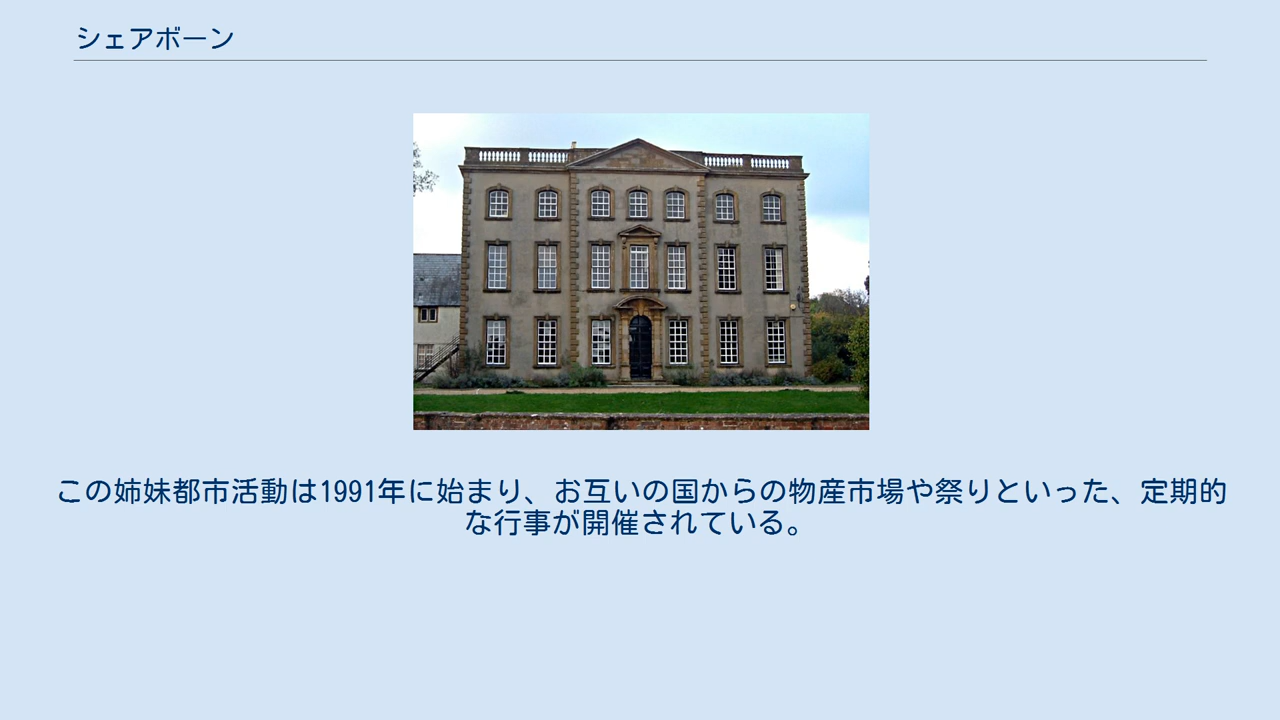 シェアボーン
この姉妹都市活動は1991年に始まり、お互いの国からの物産市場や祭りといった、定期的
な行事が開催されている。